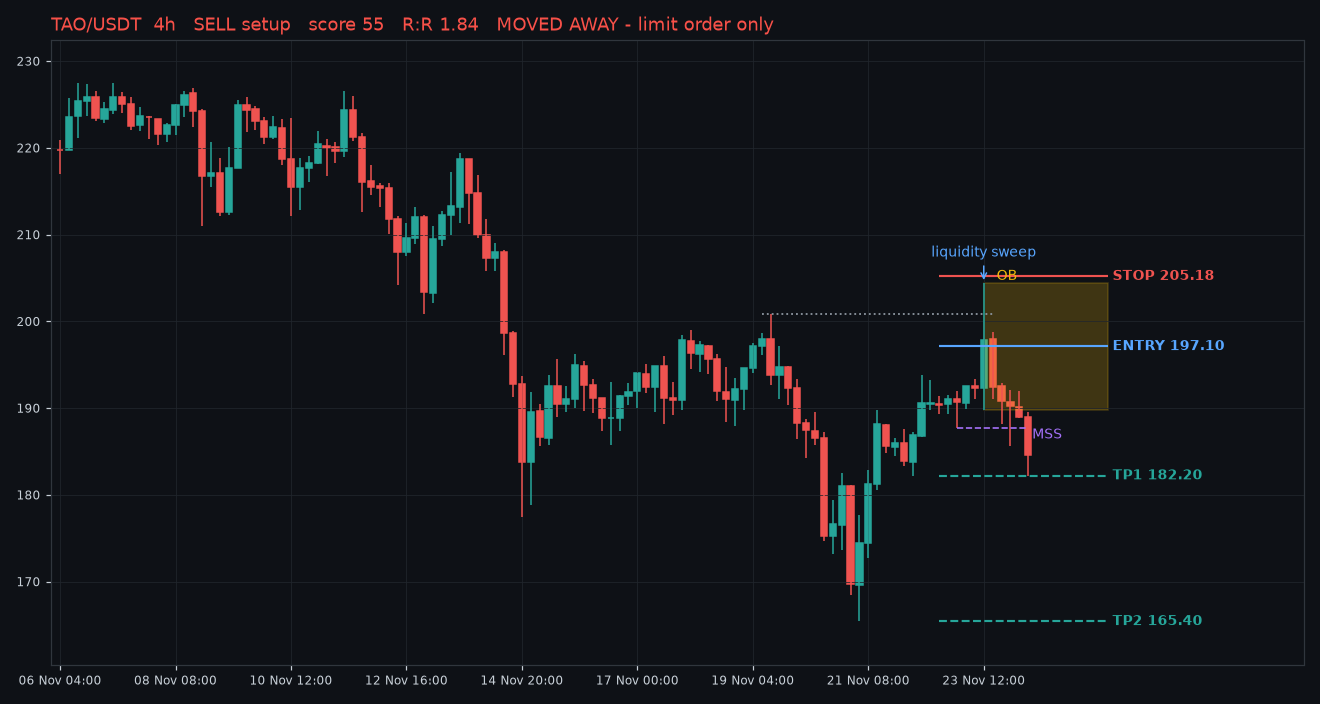 TAO/USDT 4h SELL setup score 55 R:R 1.84 MOVED AWAY - limit order only
230
220
210
200
190
180
170
liquidity sweep
OB
STOP 205.18
ENTRY 197.10
MSS
TP1 182.20
TP2 165.40
06 Nov 04:00
08 Nov 08:00
10 Nov 12:00
12 Nov 16:00
14 Nov 20:00
17 Nov 00:00
19 Nov 04:00
21 Nov 08:00
23 Nov 12:00